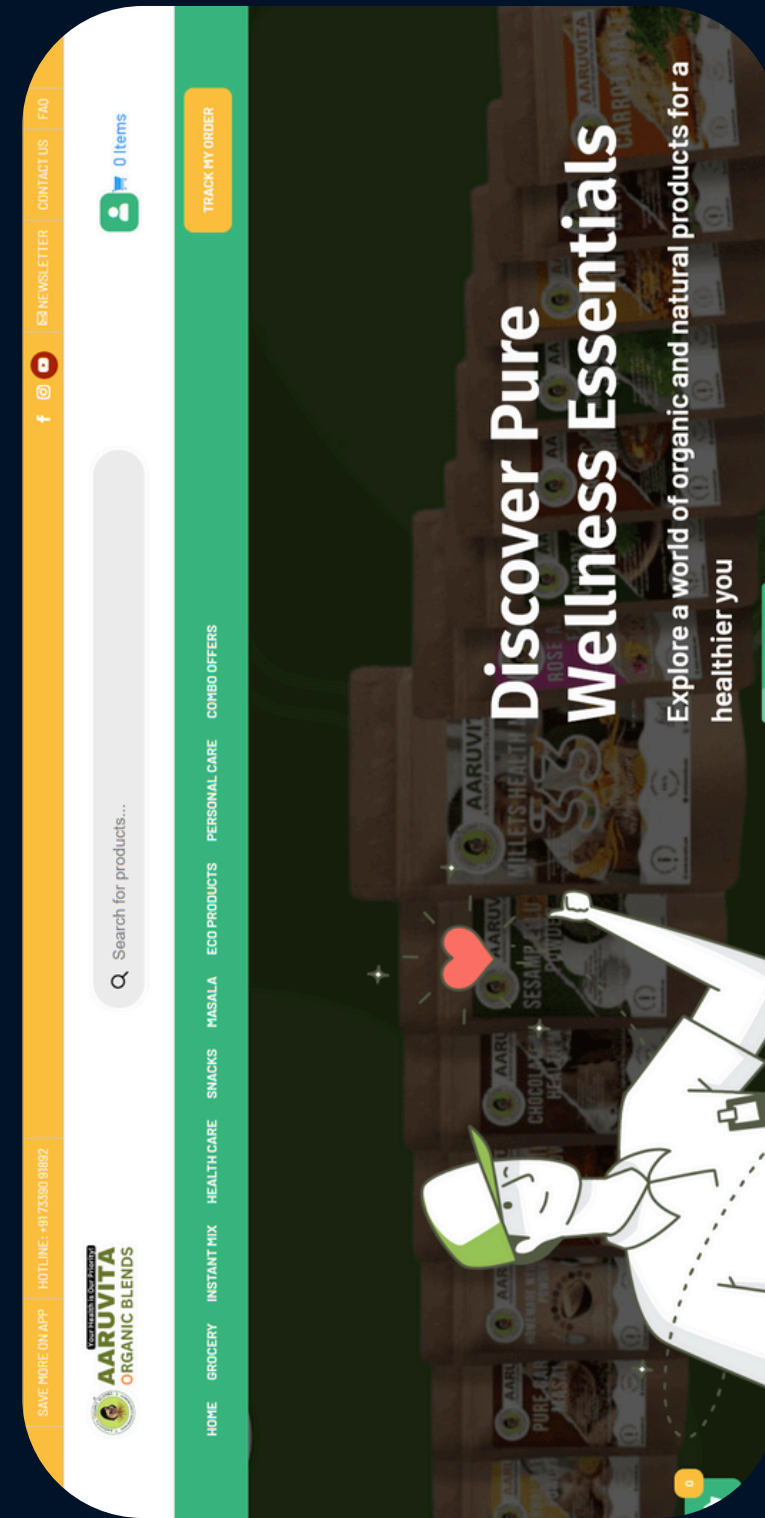 SAVE MORE ON APP
HOTLINE: +91 73390 91892
NEWSLETTER
CONTACT US
FAQ
Your Health is Our Priority!
AARUVITA
ORGANIC BLENDS
Search for products...
0 Items
HOME
GROCERY
INSTANT MIX
HEALTH CARE
SNACKS
MASALA
ECO PRODUCTS
PERSONAL CARE
COMBO OFFERS
TRACK MY ORDER
Discover Pure
Wellness Essentials
Explore a world of organic and natural products for a
healthier you
AARUVIT
MILLETS HEALTH
33
ROSE
CARROT
AARUVITA
CHOCOLATE
SESAME
0